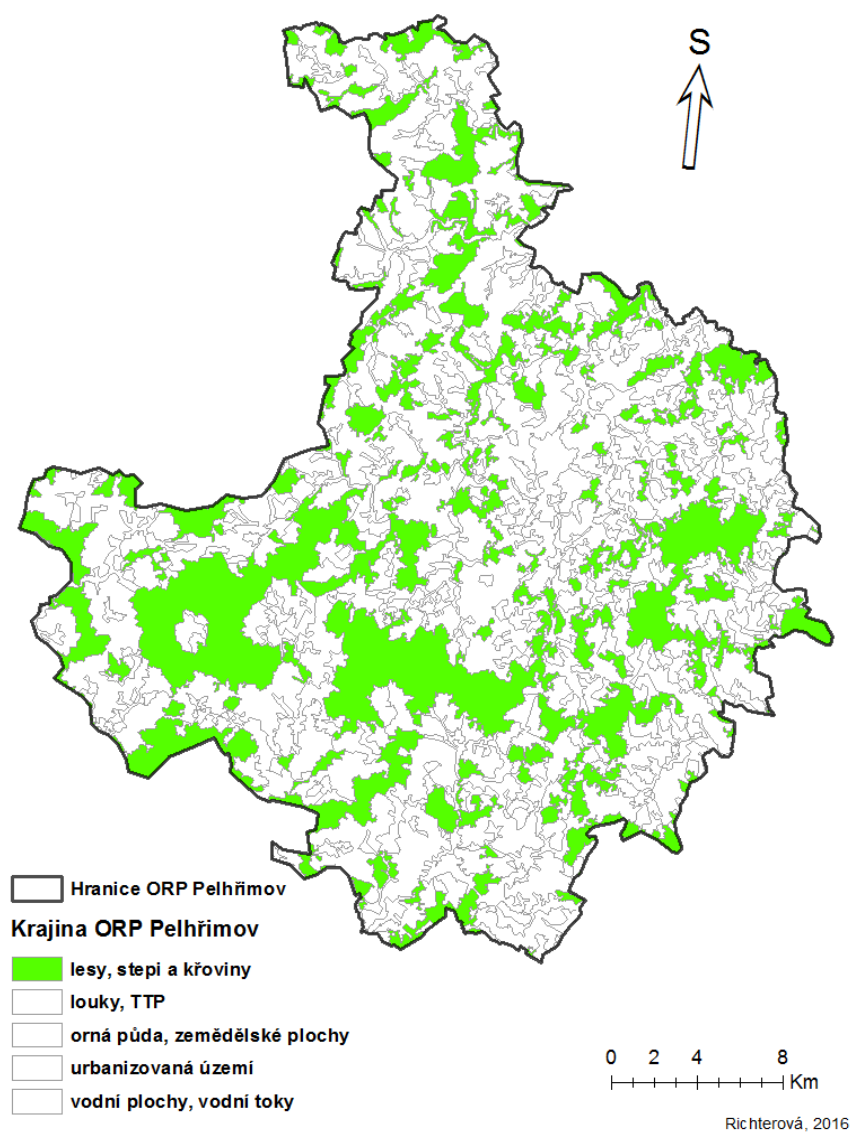 S
Hranice ORP Pelhřimov
Krajina ORP Pelhřimov
lesy, stepi a křoviny
louky, TTP
orná půda, zemědělské plochy
urbanizovaná území
vodní plochy, vodní toky
0 2 4 8
Km
Richterová, 2016